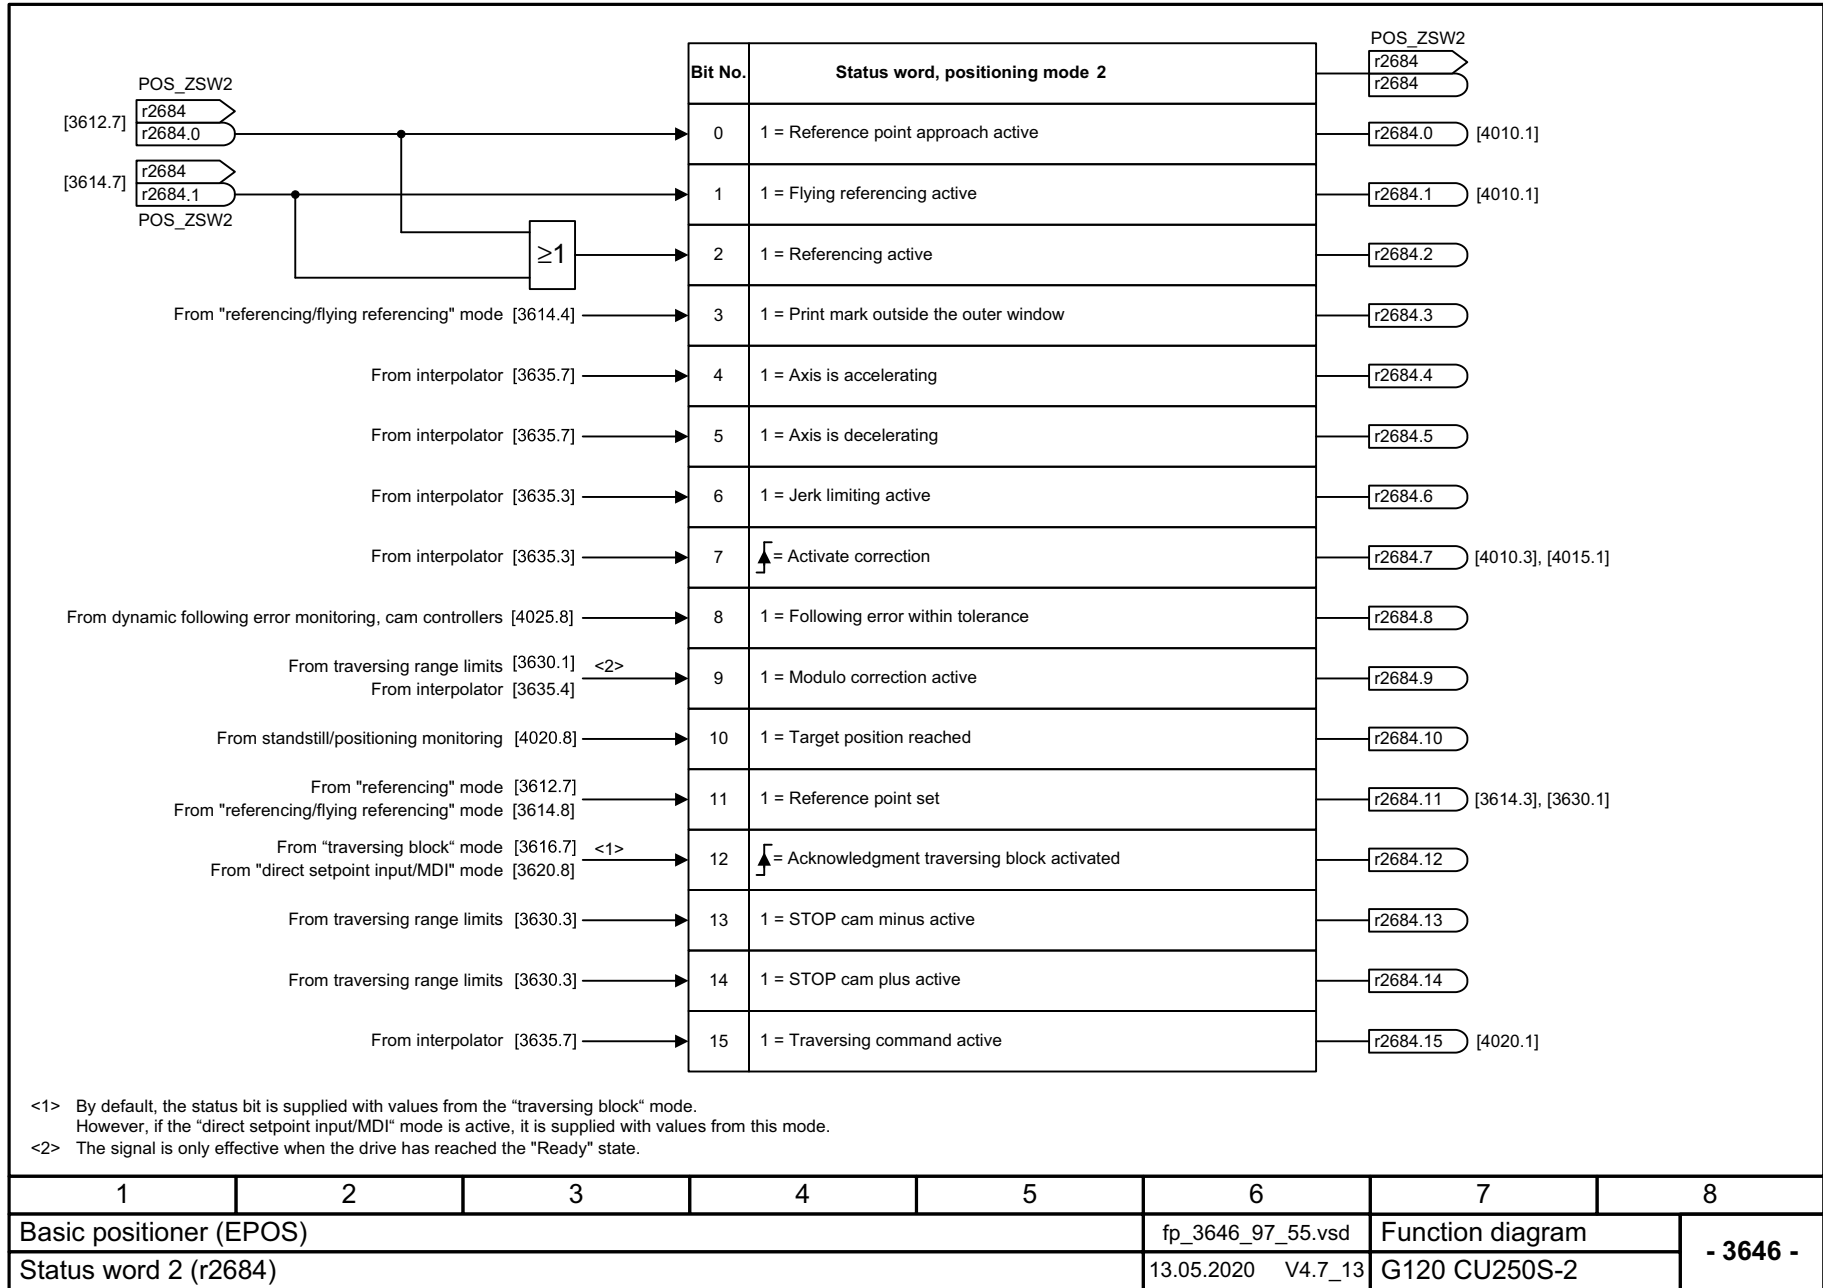 POS_ZSW2
r2684
r2684
Bit No. Status word, positioning mode 2
POS_ZSW2
[3612.7] r2684
r2684.0
0 1 = Reference point approach active r2684.0 [4010.1]
[3614.7] r2684
r2684.1
POS_ZSW2
1 1 = Flying referencing active r2684.1 [4010.1]
≥1 2 1 = Referencing active r2684.2
From "referencing/flying referencing" mode [3614.4] 3 1 = Print mark outside the outer window r2684.3
From interpolator [3635.7] 4 1 = Axis is accelerating r2684.4
From interpolator [3635.7] 5 1 = Axis is decelerating r2684.5
From interpolator [3635.3] 6 1 = Jerk limiting active r2684.6
From interpolator [3635.3] 7 = Activate correction r2684.7 [4010.3], [4015.1]
From dynamic following error monitoring, cam controllers [4025.8] 8 1 = Following error within tolerance r2684.8
From traversing range limits [3630.1] <2>
From interpolator [3635.4]
9 1 = Modulo correction active r2684.9
From standstill/positioning monitoring [4020.8] 10 1 = Target position reached r2684.10
From "referencing" mode [3612.7]
From "referencing/flying referencing" mode [3614.8]
11 1 = Reference point set r2684.11 [3614.3], [3630.1]
From “traversing block“ mode [3616.7] <1>
From "direct setpoint input/MDI" mode [3620.8]
12 = Acknowledgment traversing block activated r2684.12
From traversing range limits [3630.3] 13 1 = STOP cam minus active r2684.13
From traversing range limits [3630.3] 14 1 = STOP cam plus active r2684.14
From interpolator [3635.7] 15 1 = Traversing command active r2684.15 [4020.1]
<1> By default, the status bit is supplied with values from the “traversing block“ mode.
However, if the “direct setpoint input/MDI“ mode is active, it is supplied with values from this mode.
<2> The signal is only effective when the drive has reached the "Ready" state.
1 2 3 4 5 6 7 8
Basic positioner (EPOS) fp_3646_97_55.vsd Function diagram
- 3646 -
Status word 2 (r2684) 13.05.2020 V4.7_13 G120 CU250S-2